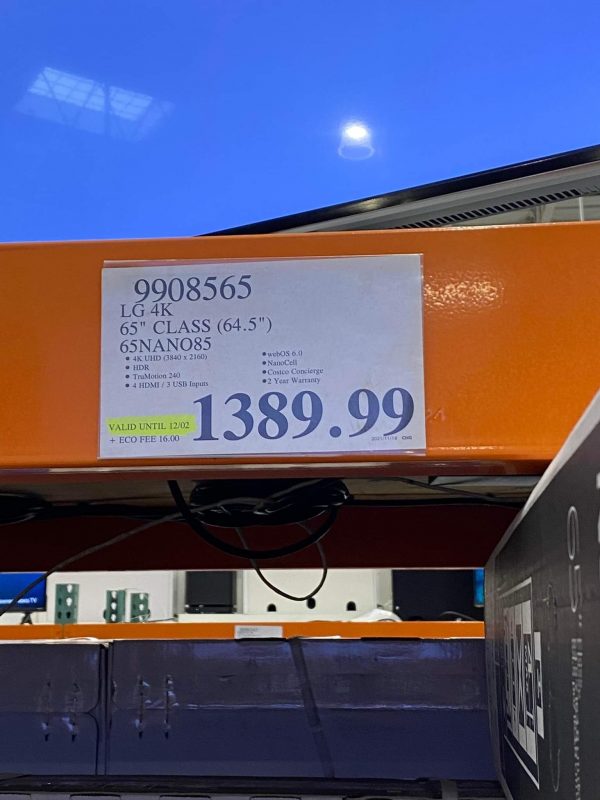 9908565
LG 4K
65" CLASS (64.5")
65NANO85
• 4K UHD (3840 x 2160)
• HDR
• TruMotion 240
• 4 HDMI / 3 USB Inputs
• webOS 6.0
• NanoCell
• Costco Concierge
• 2 Year Warranty
VALID UNTIL 12/02
+ ECO FEE 16.00
1389.99